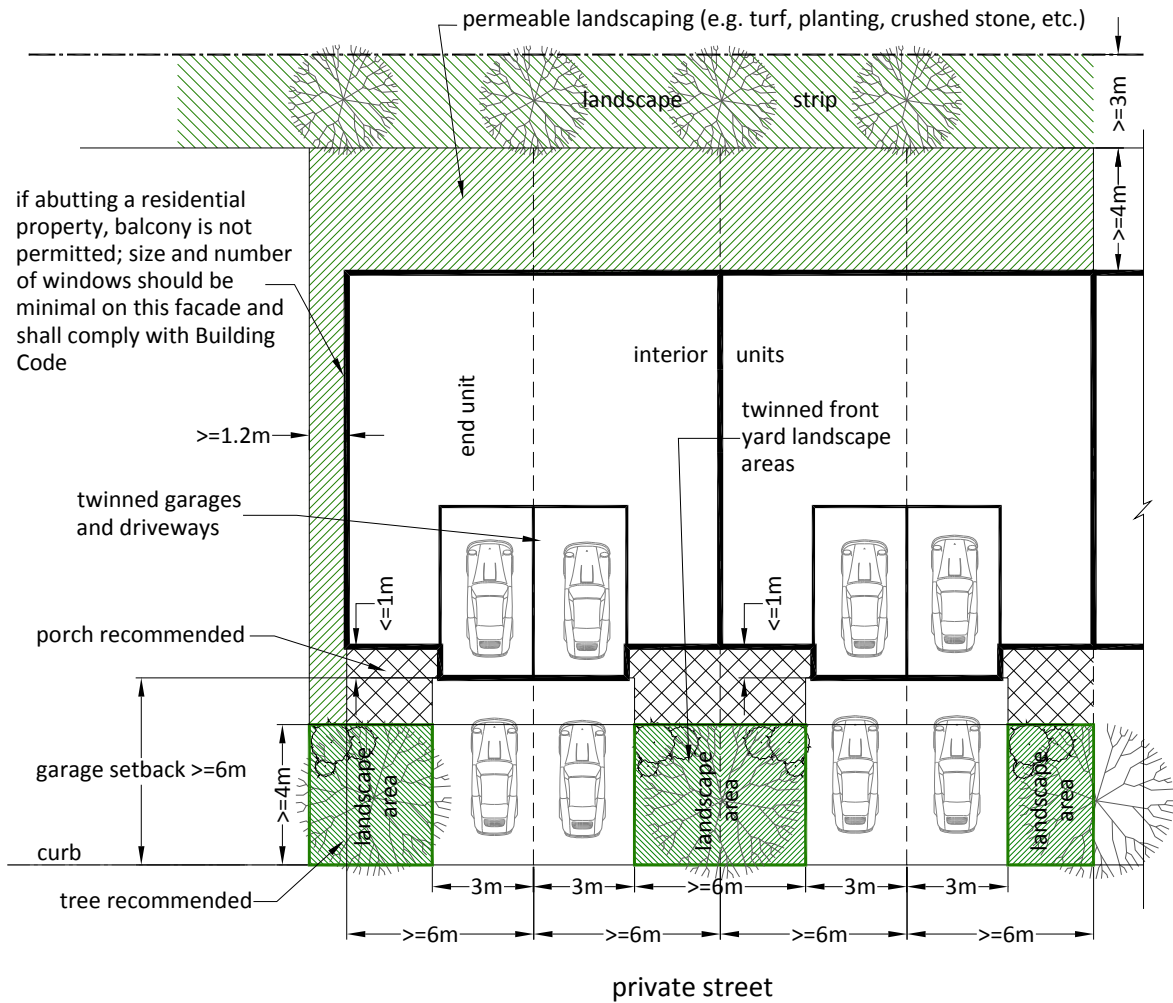 permeable landscaping (e.g. turf, planting, crushed stone, etc.)
landscape strip
>=3m
>=4m
if abutting a residential
property, balcony is not
permitted; size and number
of windows should be
minimal on this facade and
shall comply with Building
Code
interior units
end unit
twinned front
yard landscape
areas
>=1.2m
twinned garages
and driveways
<=1m
<=1m
porch recommended
garage setback >=6m
>=4m
landscape
area
landscape
area
landscape
area
curb
tree recommended
3m
3m
>=6m
3m
3m
>=6m
>=6m
>=6m
>=6m
private street